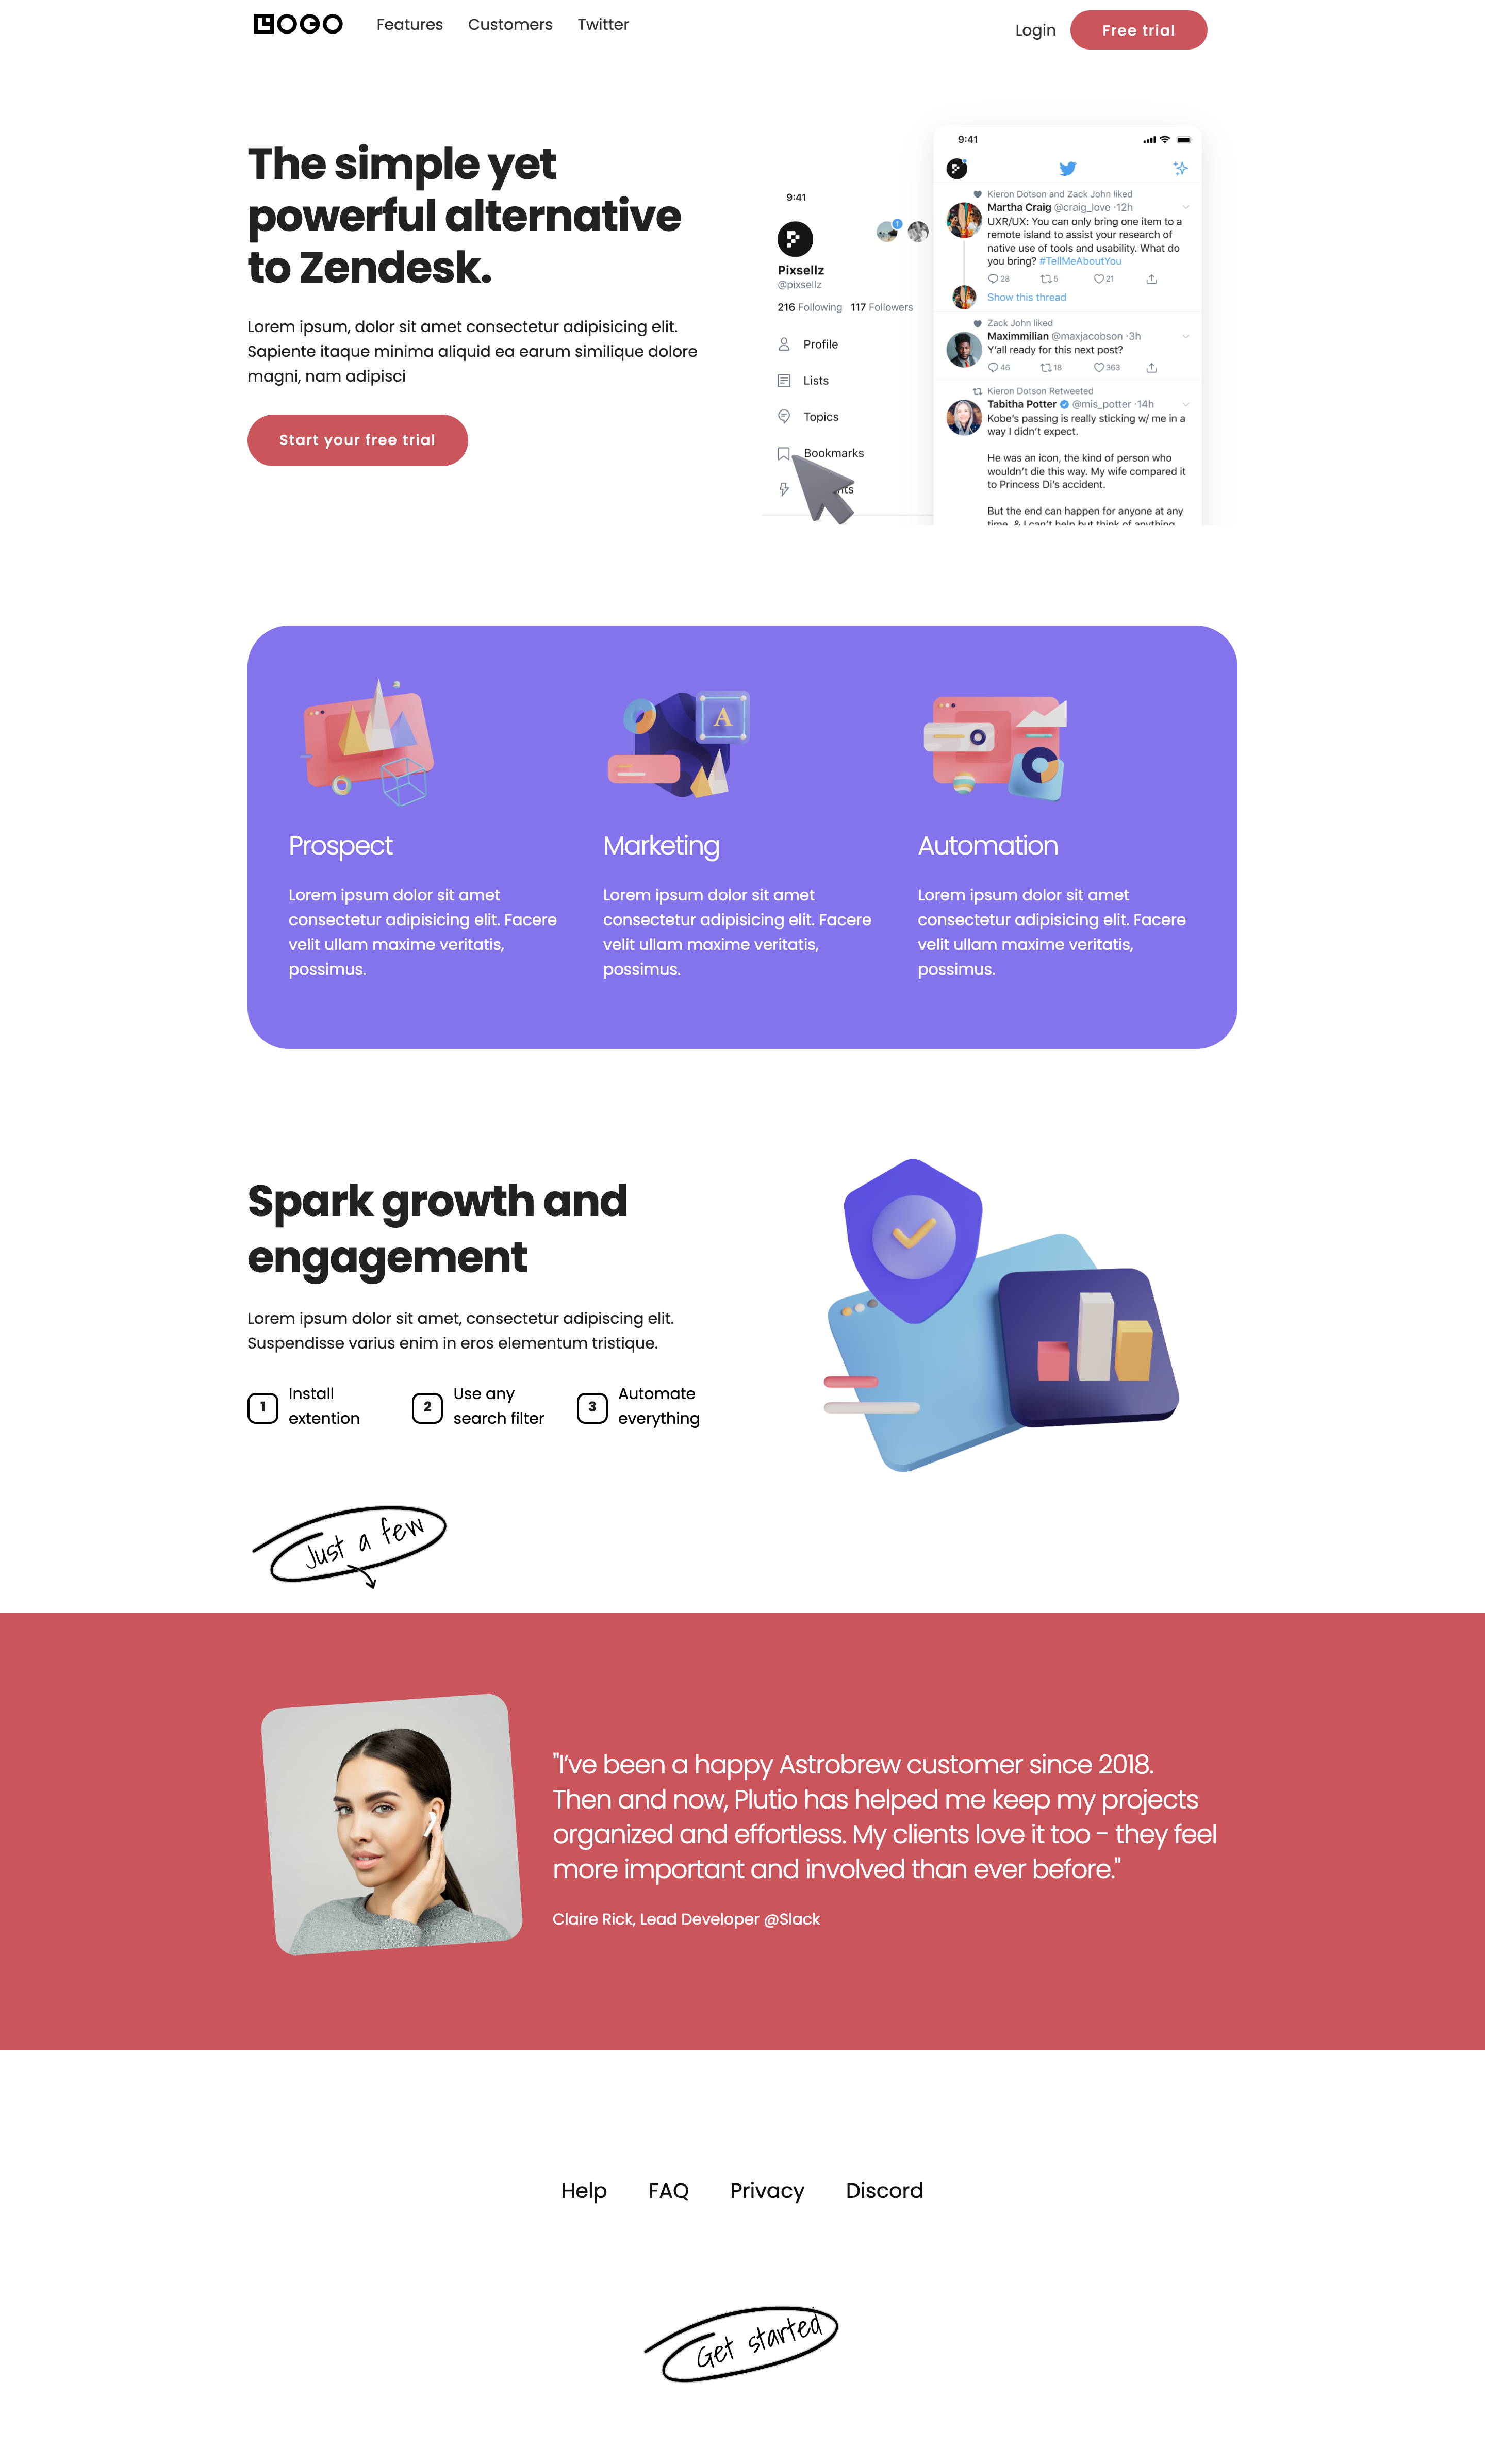 LOGO
Features Customers Twitter
Login
Free trial
The simple yet
powerful alternative
to Zendesk.
Lorem ipsum, dolor sit amet consectetur adipisicing elit.
Sapiente itaque minima aliquid ea earum similique dolore
magni, nam adipisci
Start your free trial
9:41
1
Pixsellz
@pixsellz
216 Following 117 Followers
Profile
Lists
Topics
Bookmarks
9:41
Kieron Dotson and Zack John liked
Martha Craig @craig_love ·12h
UXR/UX: You can only bring one item to a
remote island to assist your research of
native use of tools and usability. What do
you bring? #TellMeAboutYou
28 5 21
Show this thread
Zack John liked
Maximmilian @maxjacobson ·3h
Y'all ready for this next post?
46 18 363
Kieron Dotson Retweeted
Tabitha Potter @mis_potter ·14h
Kobe's passing is really sticking w/ me in a
way I didn't expect.
He was an icon, the kind of person who
wouldn't die this way. My wife compared it
to Princess Di's accident.
But the end can happen for anyone at any
time, & I can't help but think of anything
A
Prospect
Lorem ipsum dolor sit amet
consectetur adipisicing elit. Facere
velit ullam maxime veritatis,
possimus.
Marketing
Lorem ipsum dolor sit amet
consectetur adipisicing elit. Facere
velit ullam maxime veritatis,
possimus.
Automation
Lorem ipsum dolor sit amet
consectetur adipisicing elit. Facere
velit ullam maxime veritatis,
possimus.
Spark growth and
engagement
Lorem ipsum dolor sit amet, consectetur adipiscing elit.
Suspendisse varius enim in eros elementum tristique.
1
Install
extention
2
Use any
search filter
3
Automate
everything
Just a few
"I've been a happy Astrobrew customer since 2018.
Then and now, Plutio has helped me keep my projects
organized and effortless. My clients love it too - they feel
more important and involved than ever before."
Claire Rick, Lead Developer @Slack
Help FAQ Privacy Discord
Get started